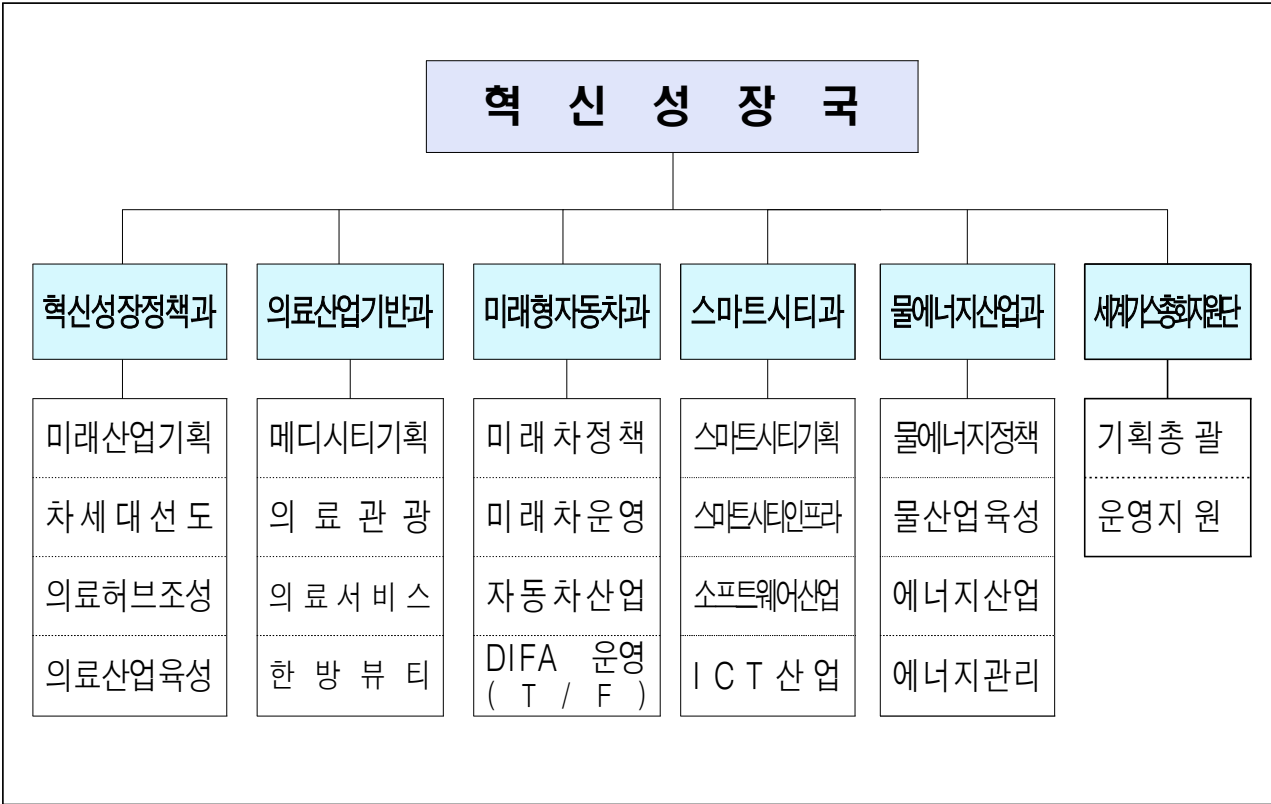 혁신성장국
혁신성장정책과
의료산업기반과
미래형자동차과
스마트시티과
물에너지산업과
세계가스총회지원단
미래산업기획
차세대선도
의료허브조성
의료산업육성
메디시티기획
의료관광
의료서비스
한방뷰티
미래차정책
미래차운영
자동차산업
DIFA 운영
(T/F)
스마트시티기획
스마트시티인프라
소프트웨어산업
ICT산업
물에너지정책
물산업육성
에너지산업
에너지관리
기획총괄
운영지원